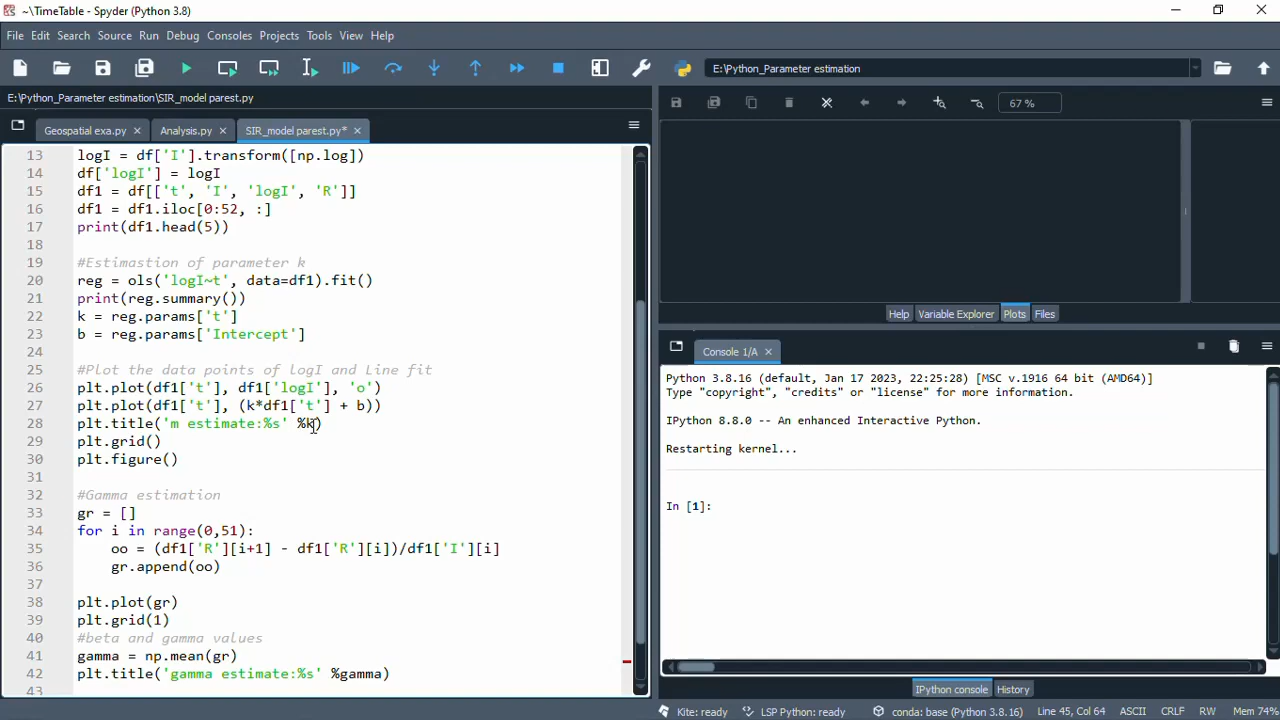 ~\TimeTable - Spyder (Python 3.8)
File Edit Search Source Run Debug Consoles Projects Tools View Help
E:\Python_Parameter estimation
E:\Python_Parameter estimation\SIR_model parest.py
Geospatial exa.py Analysis.py SIR_model parest.py*
67 %
13 logI = df['I'].transform([np.log])
14 df['logI'] = logI
15 df1 = df[['t', 'I', 'logI', 'R']]
16 df1 = df1.iloc[0:52, :]
17 print(df1.head(5))
18
19 #Estimastion of parameter k
20 reg = ols('logI~t', data=df1).fit()
21 print(reg.summary())
22 k = reg.params['t']
23 b = reg.params['Intercept']
24
25 #Plot the data points of logI and Line fit
26 plt.plot(df1['t'], df1['logI'], 'o')
27 plt.plot(df1['t'], (k*df1['t'] + b))
28 plt.title('m estimate:%s' %k)
29 plt.grid()
30 plt.figure()
31
32 #Gamma estimation
33 gr = []
34 for i in range(0,51):
35 oo = (df1['R'][i+1] - df1['R'][i])/df1['I'][i]
36 gr.append(oo)
37
38 plt.plot(gr)
39 plt.grid(1)
40 #beta and gamma values
41 gamma = np.mean(gr)
42 plt.title('gamma estimate:%s' %gamma)
43
Help Variable Explorer Plots Files
Console 1/A
Python 3.8.16 (default, Jan 17 2023, 22:25:28) [MSC v.1916 64 bit (AMD64)]
Type "copyright", "credits" or "license" for more information.
IPython 8.8.0 -- An enhanced Interactive Python.
Restarting kernel...
In [1]:
IPython console History
Kite: ready LSP Python: ready conda: base (Python 3.8.16) Line 45, Col 64 ASCII CRLF RW Mem 74%